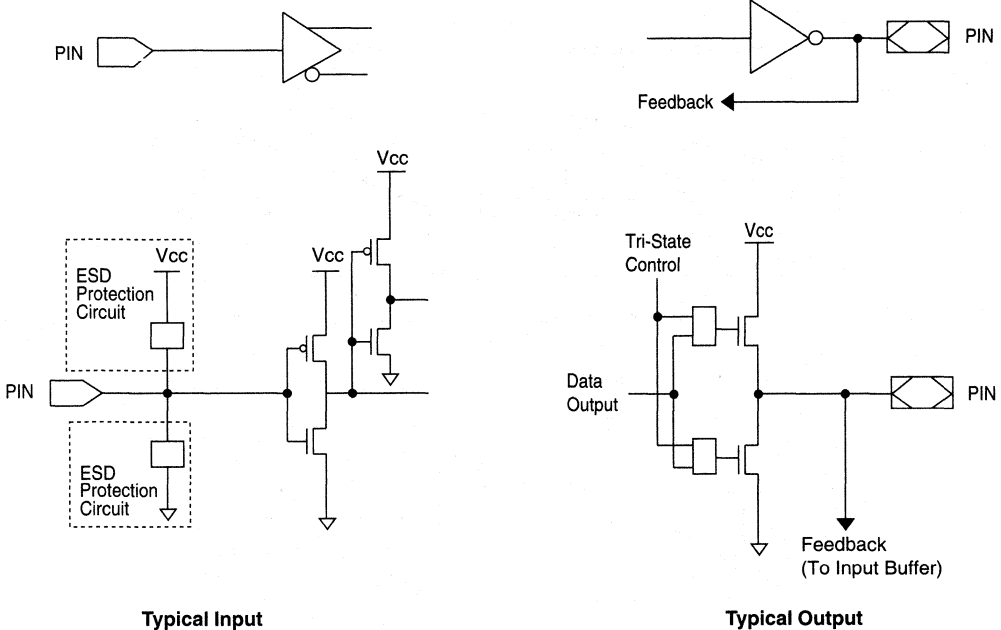 PIN
PIN
Feedback
Vcc
Vcc
Tri-State
Control
Vcc
Vcc
ESD
Protection
Circuit
PIN
Data
Output
PIN
ESD
Protection
Circuit
Feedback
(To Input Buffer)
Typical Input
Typical Output